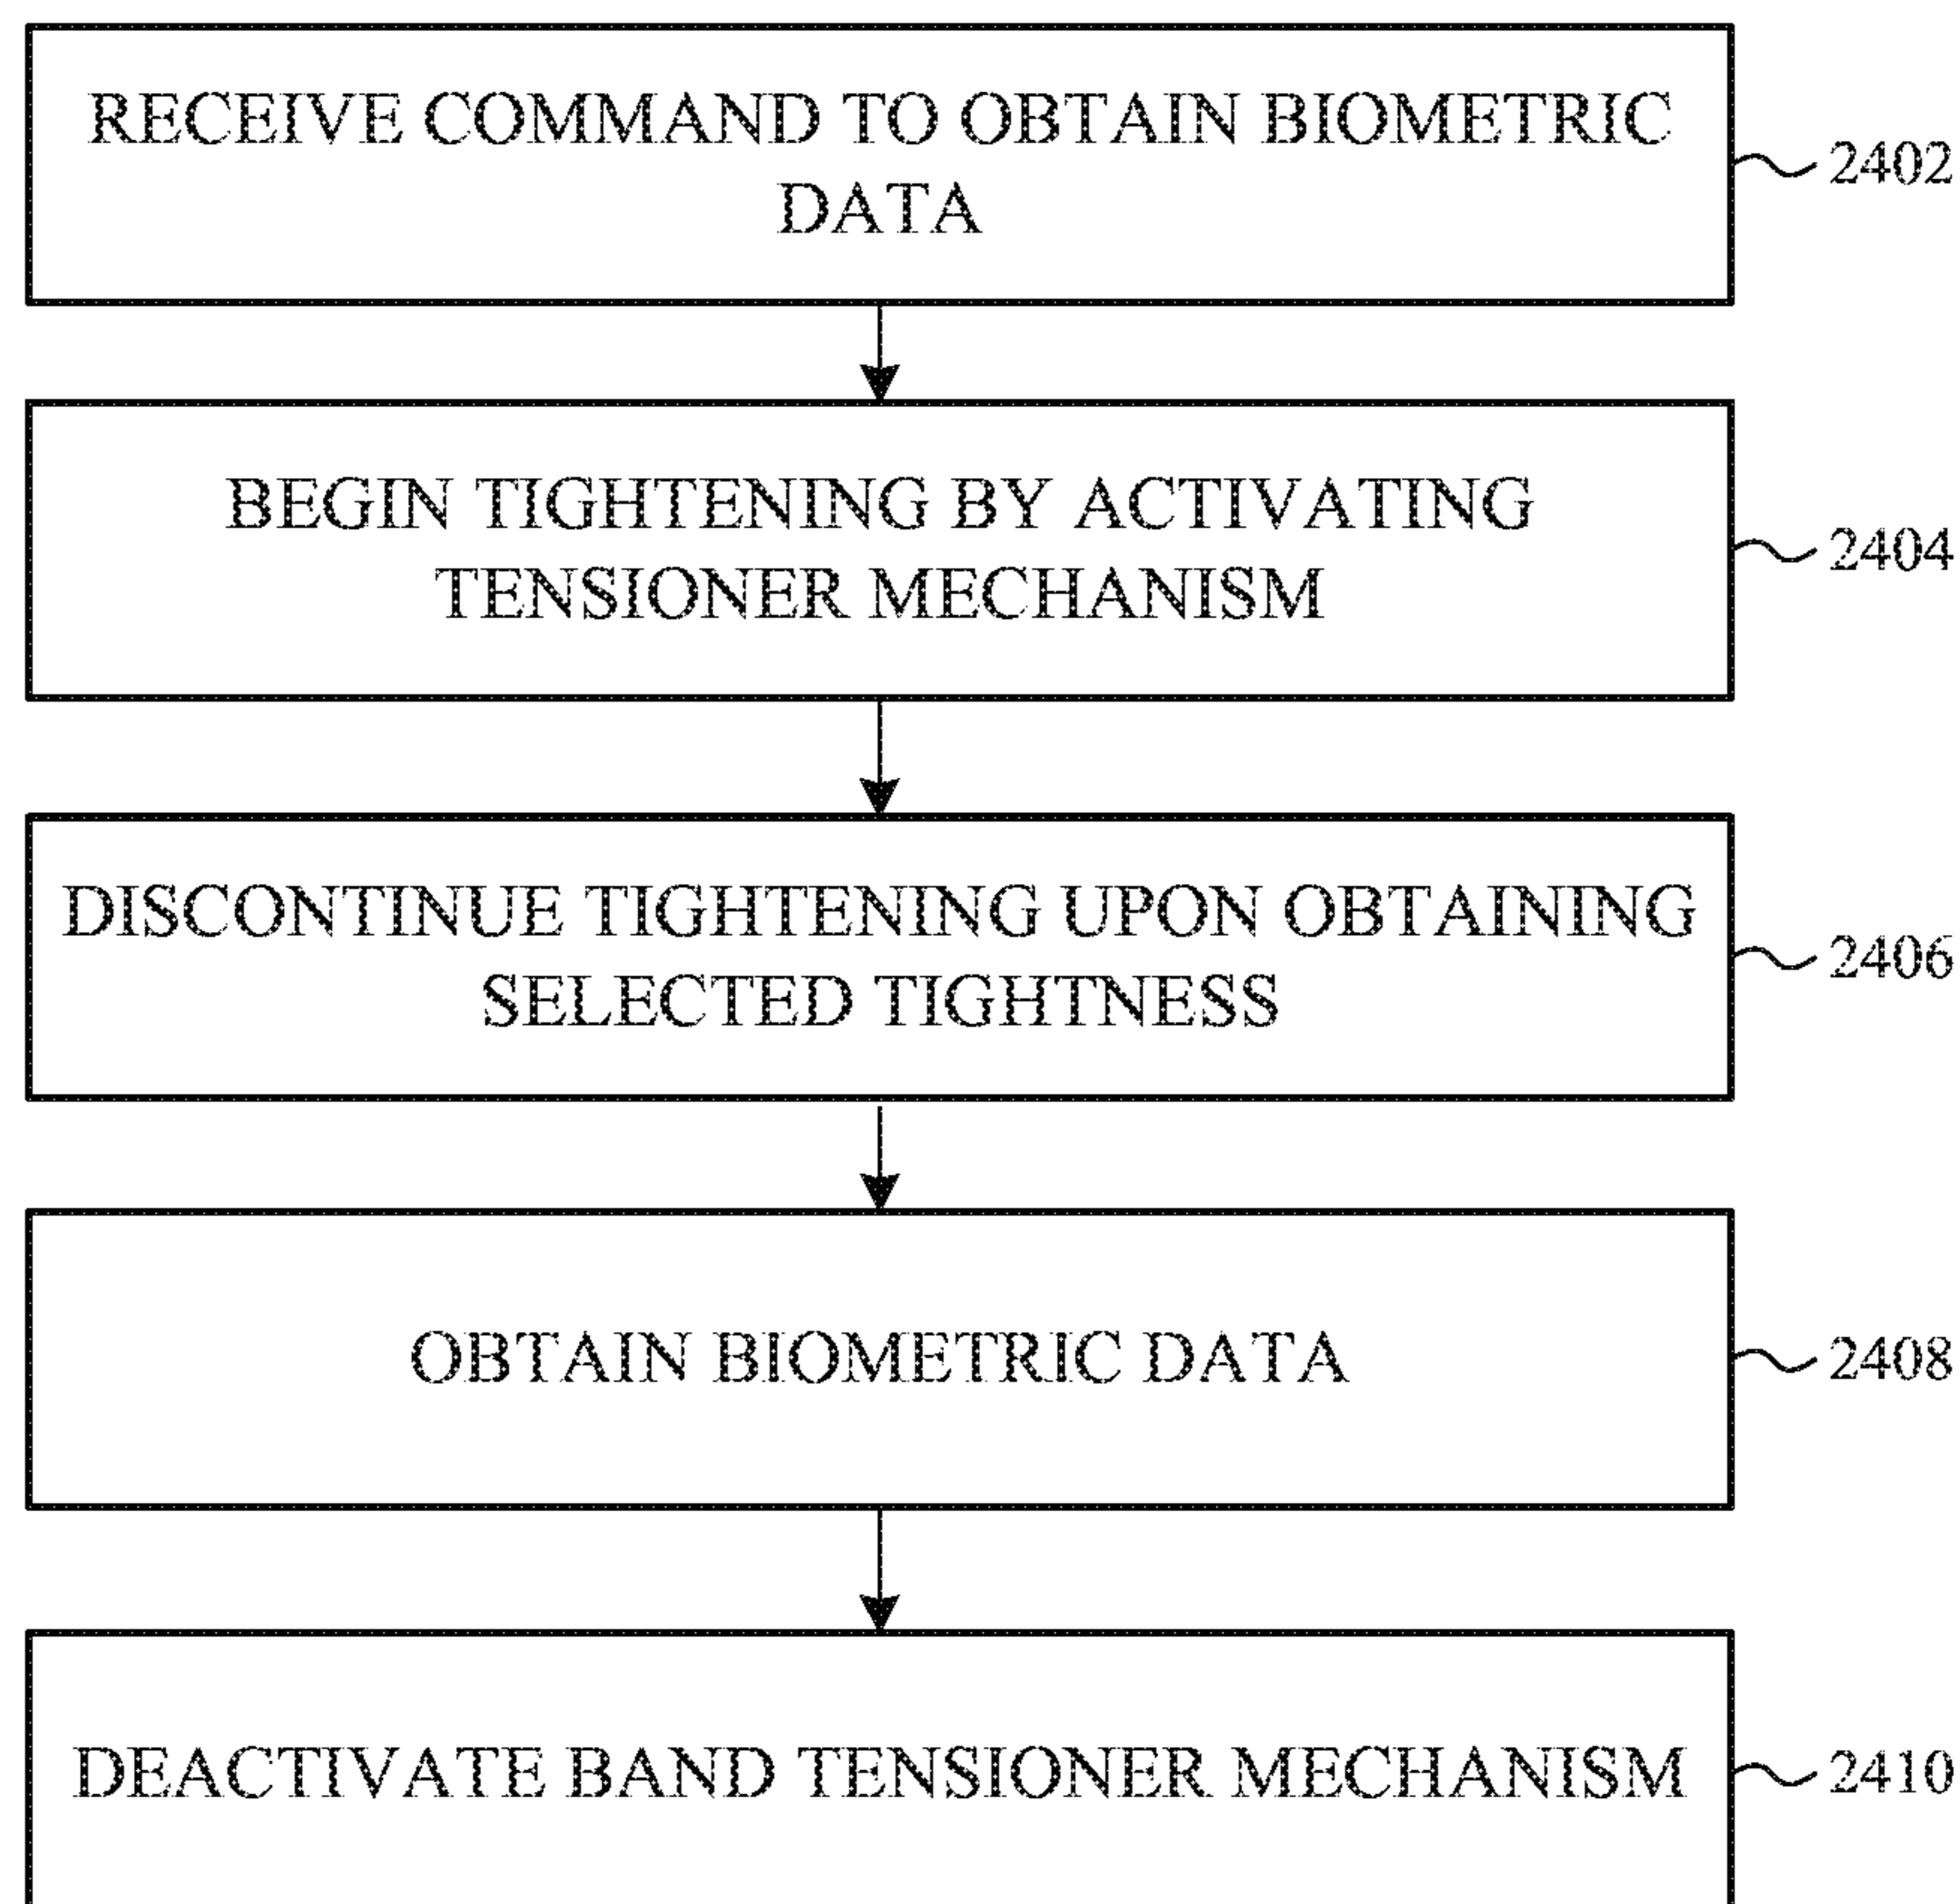 RECEIVE COMMAND TO OBTAIN BIOMETRIC
DATA
2402
BEGIN TIGHTENING BY ACTIVATING
TENSIONER MECHANISM
2404
DISCONTINUE TIGHTENING UPON OBTAINING
SELECTED TIGHTNESS
2406
OBTAIN BIOMETRIC DATA
2408
DEACTIVATE BAND TENSIONER MECHANISM
2410